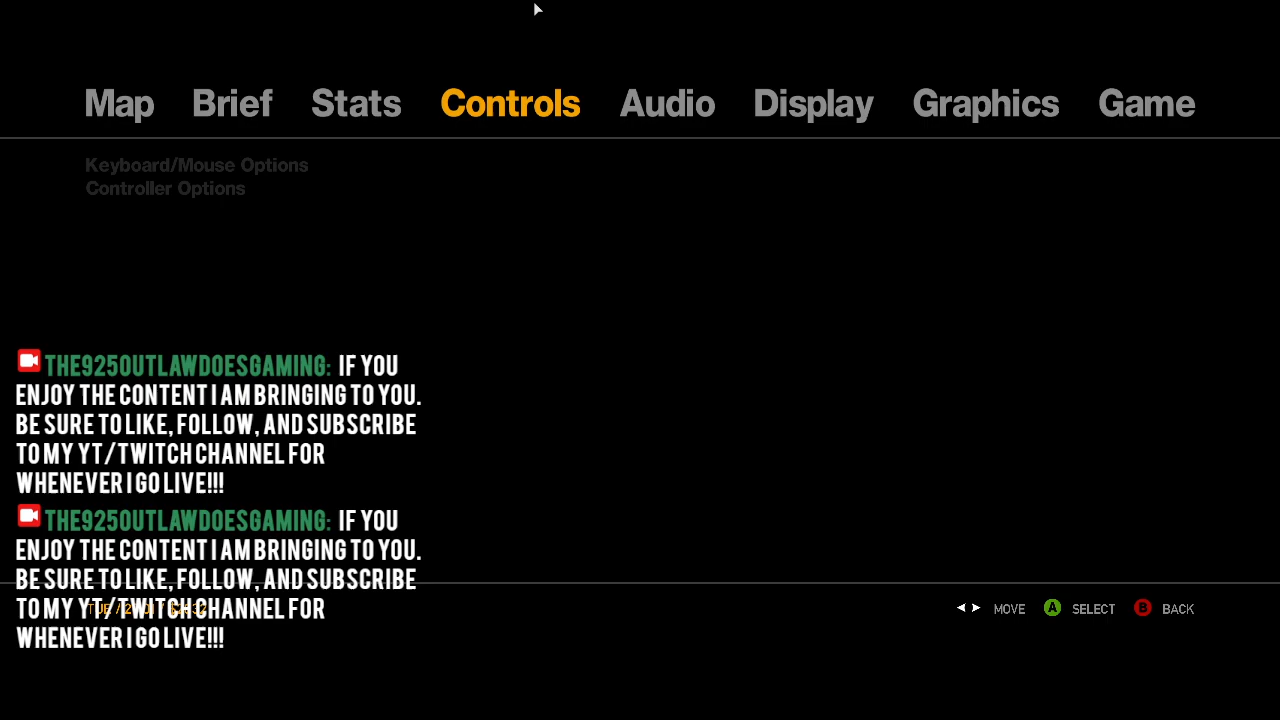 Map Brief Stats Controls Audio Display Graphics Game
Keyboard/Mouse Options
Controller Options
THE925OUTLAWDOESGAMING: IF YOU
ENJOY THE CONTENT I AM BRINGING TO YOU.
BE SURE TO LIKE, FOLLOW, AND SUBSCRIBE
TO MY YT/TWITCH CHANNEL FOR
WHENEVER I GO LIVE!!!
THE925OUTLAWDOESGAMING: IF YOU
ENJOY THE CONTENT I AM BRINGING TO YOU.
BE SURE TO LIKE, FOLLOW, AND SUBSCRIBE
TO MY YT/TWITCH CHANNEL FOR
WHENEVER I GO LIVE!!!
TUE
MOVE A SELECT B BACK